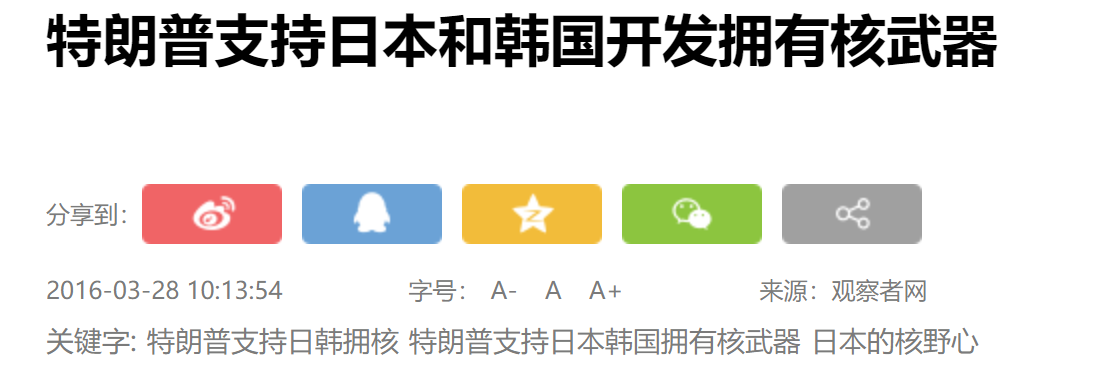 特朗普支持日本和韩国开发拥有核武器
分享到：
2016-03-28 10:13:54 字号： A- A A+ 来源：观察者网
关键字: 特朗普支持日韩拥核 特朗普支持日本韩国拥有核武器 日本的核野心